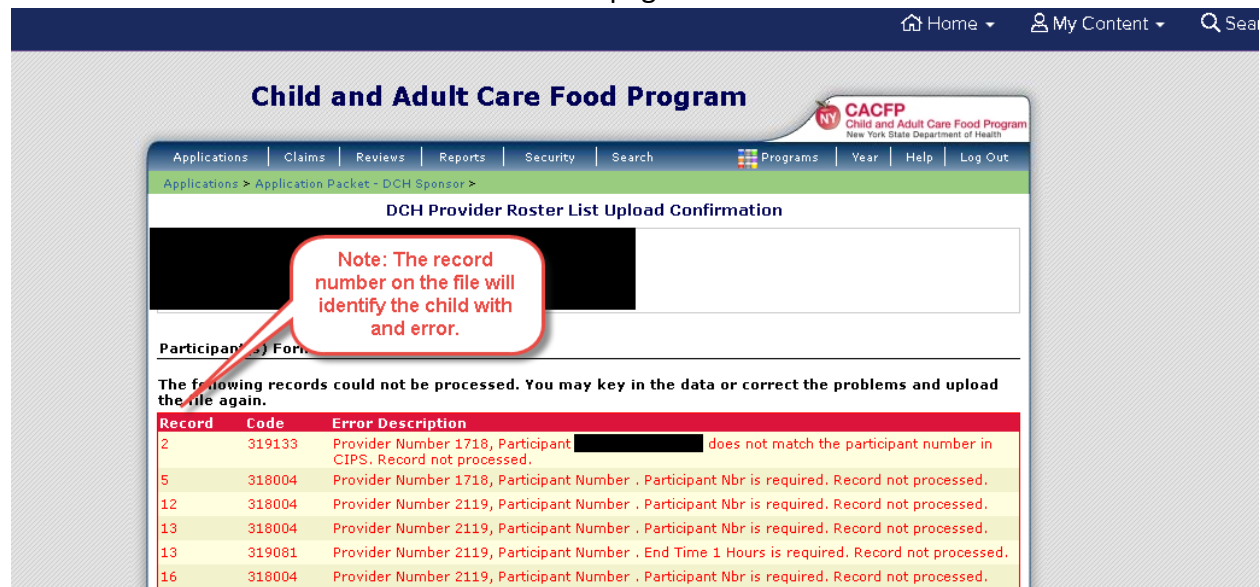 Home
My Content
Child and Adult Care Food Program
NY
CACFP
Child and Adult Care Food Program
New York State Department of Health
Applications | Claims | Reviews | Reports | Security | Search Programs | Year | Help | Log Out
Applications > Application Packet - DCH Sponsor >
DCH Provider Roster List Upload Confirmation
Note: The record
number on the file will
identify the child with
and error.
The following records could not be processed. You may key in the data or correct the problems and upload
the file again.
Record Code Error Description
2 319133 Provider Number 1718, Participant does not match the participant number in
CIPS. Record not processed.
5 318004 Provider Number 1718, Participant Number . Participant Nbr is required. Record not processed.
12 318004 Provider Number 2119, Participant Number . Participant Nbr is required. Record not processed.
13 318004 Provider Number 2119, Participant Number . Participant Nbr is required. Record not processed.
13 319081 Provider Number 2119, Participant Number . End Time 1 Hours is required. Record not processed.
16 318004 Provider Number 2119, Participant Number . Participant Nbr is required. Record not processed.